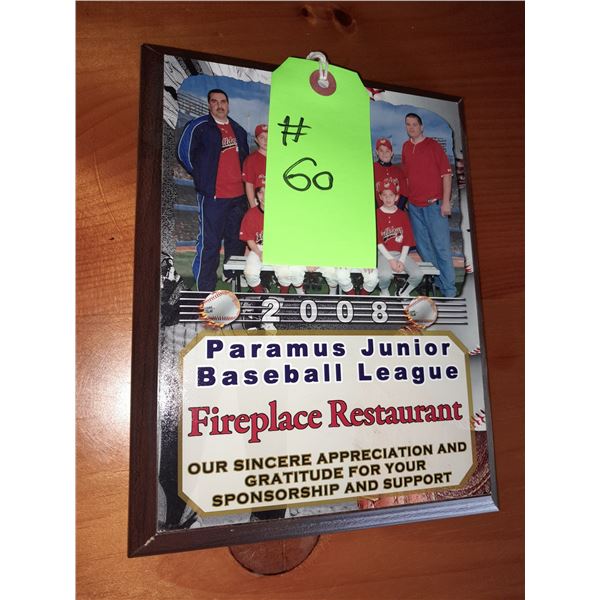 #
60
2008
Paramus Junior
Baseball League
Fireplace Restaurant
OUR SINCERE APPRECIATION AND
GRATITUDE FOR YOUR
SPONSORSHIP AND SUPPORT